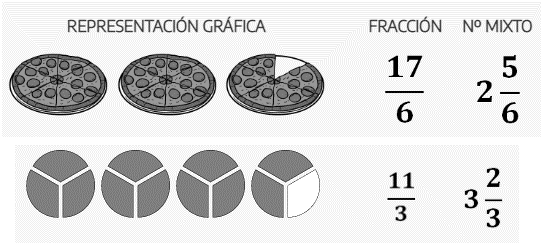 REPRESENTACIÓN GRÁFICA FRACCIÓN Nº MIXTO
17/6 2 5/6
11/3 3 2/3